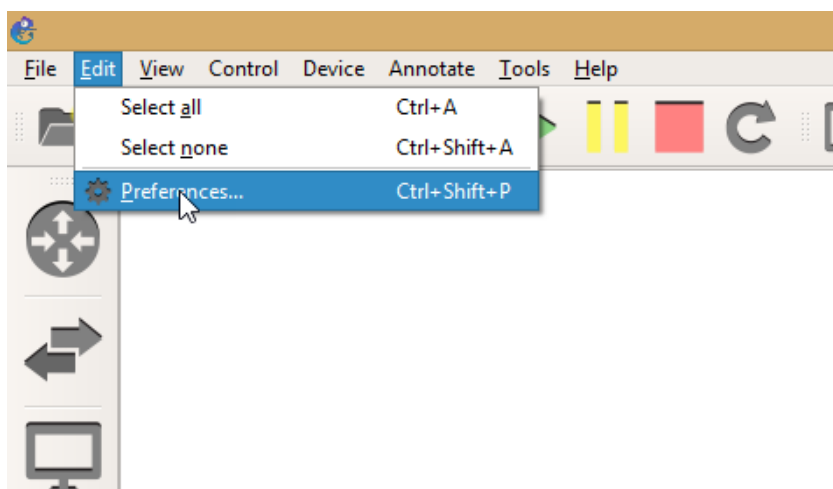 File Edit View Control Device Annotate Tools Help
Select all Ctrl+A
Select none Ctrl+Shift+A
Preferences... Ctrl+Shift+P